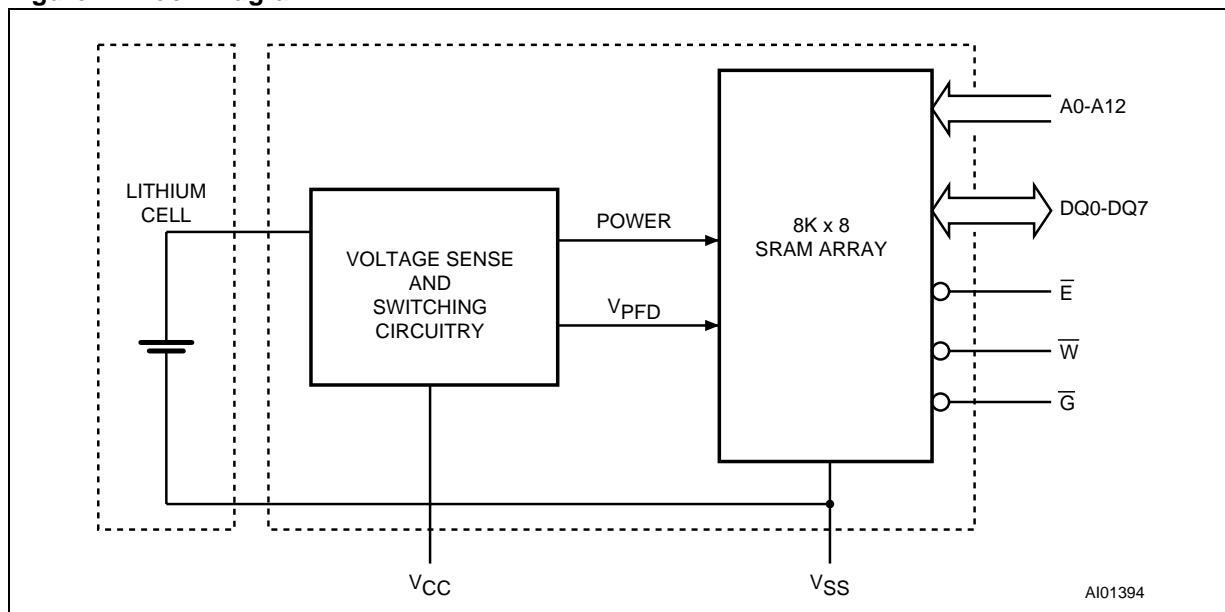 LITHIUM
CELL
VOLTAGE SENSE
AND
SWITCHING
CIRCUITRY
POWER
VPFD
8K x 8
SRAM ARRAY
A0-A12
DQ0-DQ7
E̅
W̅
G̅
VCC
VSS
AI01394